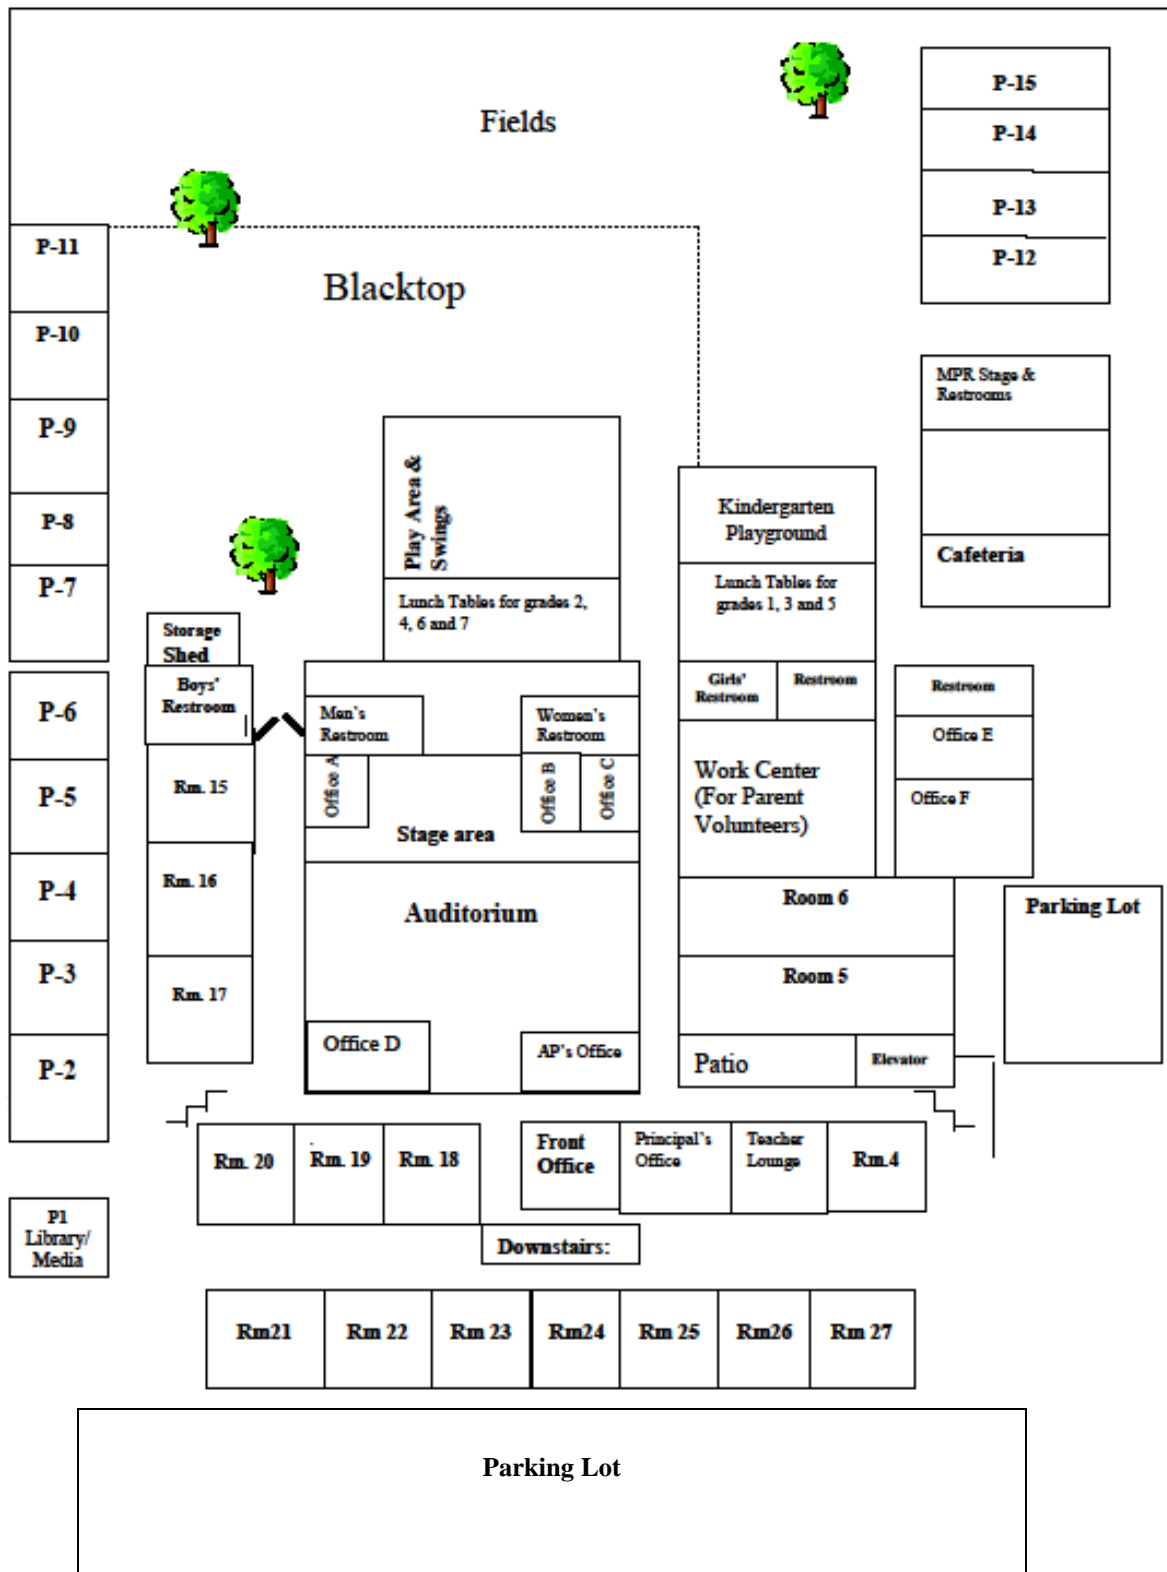 Fields
P-15
P-14
P-13
P-12
P-11
Blacktop
P-10
P-9
P-8
P-7
MPR Stage &
Restrooms
Cafeteria
Play Area &
Swings
Kindergarten
Playground
Lunch Tables for grades 2,
4, 6 and 7
Lunch Tables for
grades 1, 3 and 5
Storage
Shed
Boys'
Restroom
Men's
Restroom
Women's
Restroom
Girls'
Restroom
Restroom
Restroom
P-6
Office E
Rm. 15
Office A
Office B
Office C
Work Center
(For Parent
Volunteers)
Office F
P-5
Stage area
P-4
Rm. 16
Auditorium
Room 6
Parking Lot
P-3
Rm. 17
Room 5
P-2
Office D
AP's Office
Patio
Elevator
Rm. 20
Rm. 19
Rm. 18
Front
Office
Principal's
Office
Teacher
Lounge
Rm.4
P1
Library/
Media
Downstairs:
Rm21
Rm 22
Rm 23
Rm24
Rm 25
Rm26
Rm 27
Parking Lot